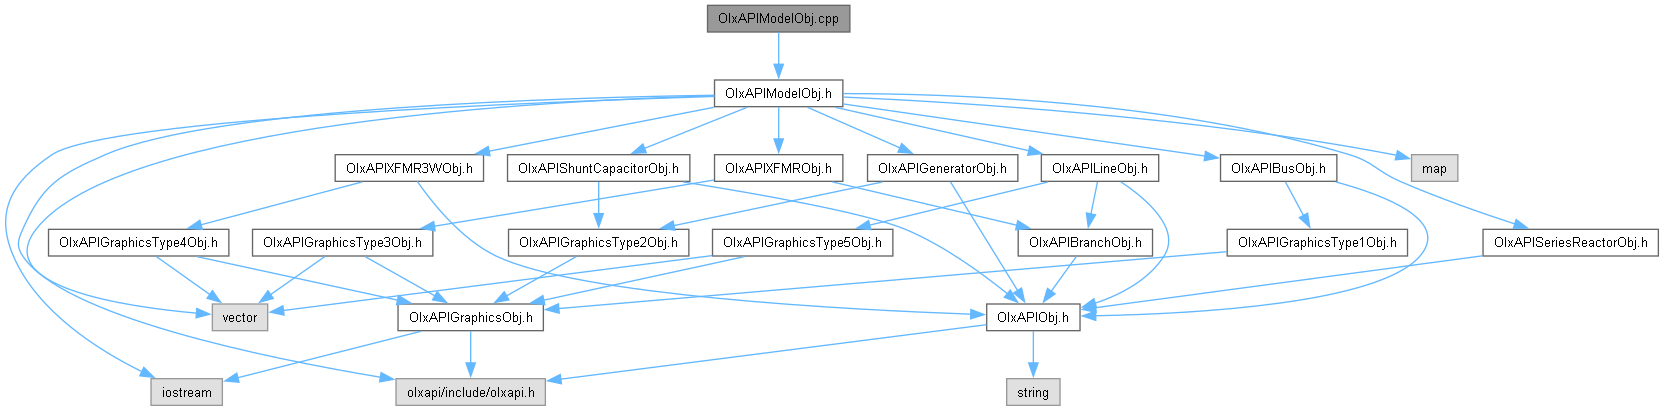 OlxAPIModelObj.cpp
OlxAPIModelObj.h
OlxAPIXFMR3WObj.h
OlxAPIShuntCapacitorObj.h
OlxAPIXFMRObj.h
OlxAPIGeneratorObj.h
OlxAPILineObj.h
OlxAPIBusObj.h
map
OlxAPIGraphicsType4Obj.h
OlxAPIGraphicsType3Obj.h
OlxAPIGraphicsType2Obj.h
OlxAPIGraphicsType5Obj.h
OlxAPIBranchObj.h
OlxAPIGraphicsType1Obj.h
OlxAPISeriesReactorObj.h
vector
OlxAPIGraphicsObj.h
OlxAPIObj.h
iostream
olxapi/include/olxapi.h
string